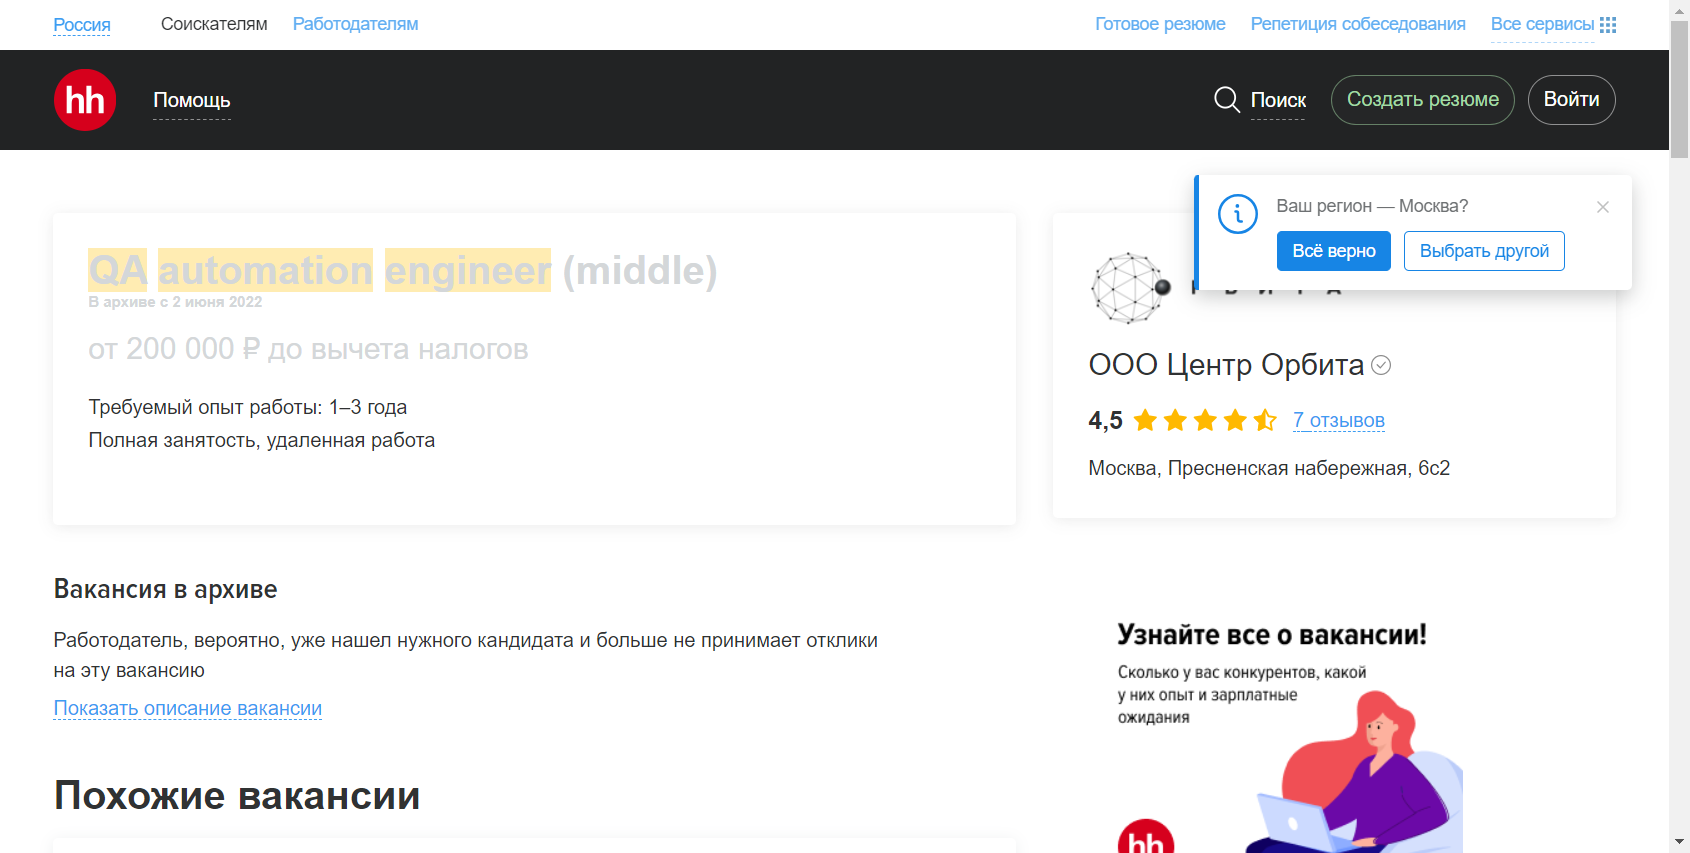 Россия Соискателям Работодателям Готовое резюме Репетиция собеседования Все сервисы
hh Помощь Поиск Создать резюме Войти
Ваш регион — Москва?
Всё верно Выбрать другой
QA automation engineer (middle)
В архиве с 2 июня 2022
от 200 000 ₽ до вычета налогов
Требуемый опыт работы: 1–3 года
Полная занятость, удаленная работа
ООО Центр Орбита
4,5 7 отзывов
Москва, Пресненская набережная, 6с2
Вакансия в архиве
Работодатель, вероятно, уже нашел нужного кандидата и больше не принимает отклики
на эту вакансию
Показать описание вакансии
Похожие вакансии
Узнайте все о вакансии!
Сколько у вас конкурентов, какой
у них опыт и зарплатные
ожидания
hh